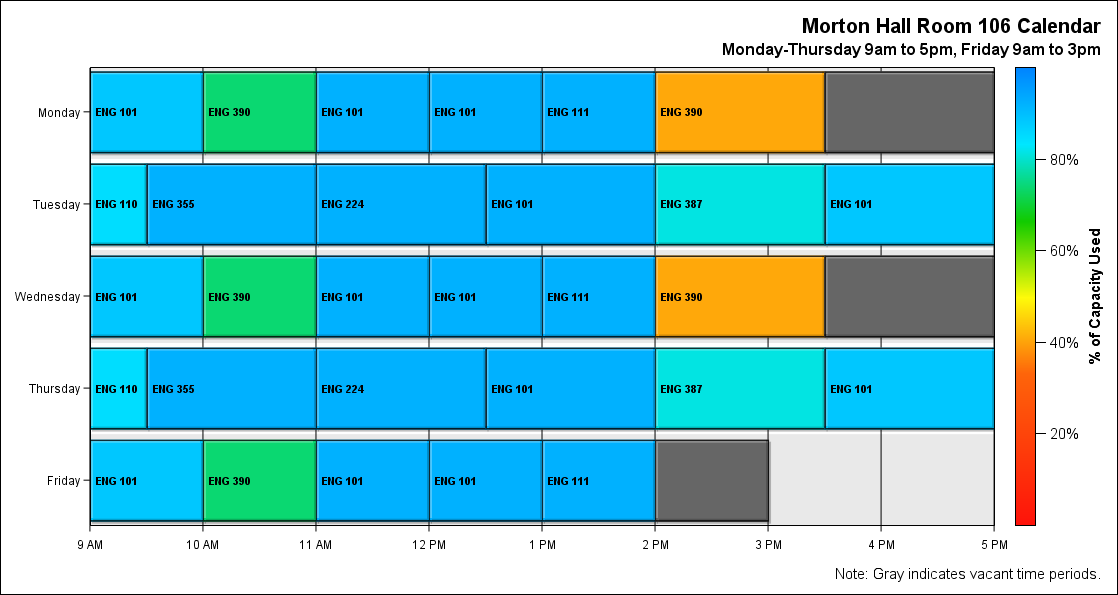 Morton Hall Room 106 Calendar
Monday-Thursday 9am to 5pm, Friday 9am to 3pm
Monday
ENG 101 ENG 390 ENG 101 ENG 101 ENG 111 ENG 390
Tuesday
ENG 110 ENG 355 ENG 224 ENG 101 ENG 387 ENG 101
Wednesday
ENG 101 ENG 390 ENG 101 ENG 101 ENG 111 ENG 390
Thursday
ENG 110 ENG 355 ENG 224 ENG 101 ENG 387 ENG 101
Friday
ENG 101 ENG 390 ENG 101 ENG 101 ENG 111
9 AM 10 AM 11 AM 12 PM 1 PM 2 PM 3 PM 4 PM 5 PM
80%
60%
40%
20%
% of Capacity Used
Note: Gray indicates vacant time periods.